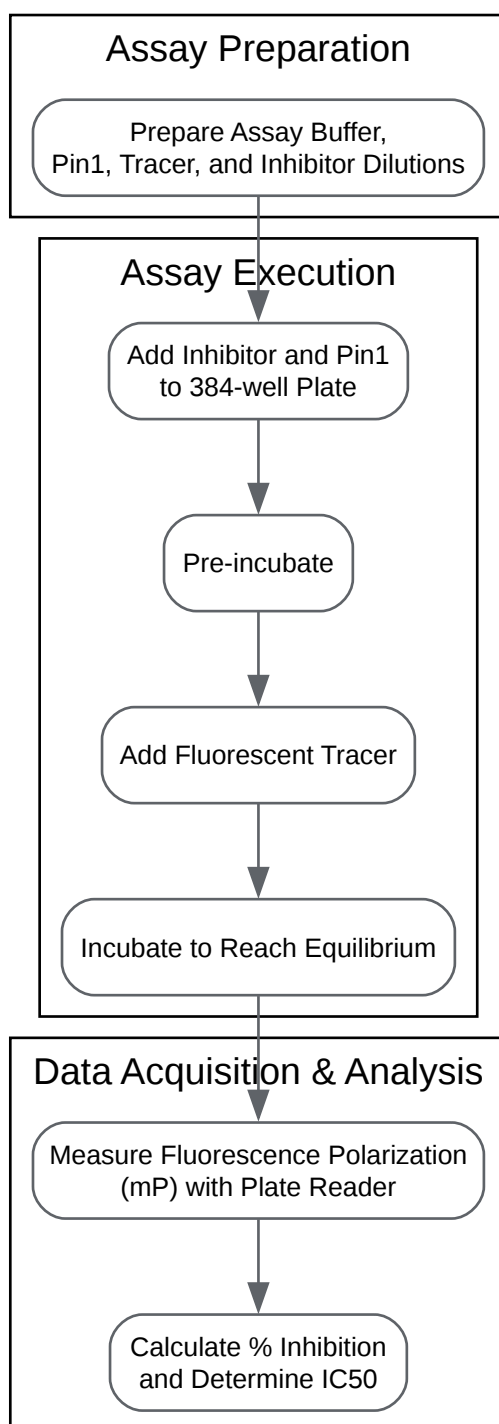 Assay Preparation
Prepare Assay Buffer,
Pin1, Tracer, and Inhibitor Dilutions
Assay Execution
Add Inhibitor and Pin1
to 384-well Plate
Pre-incubate
Add Fluorescent Tracer
Incubate to Reach Equilibrium
Data Acquisition & Analysis
Measure Fluorescence Polarization
(mP) with Plate Reader
Calculate % Inhibition
and Determine IC50